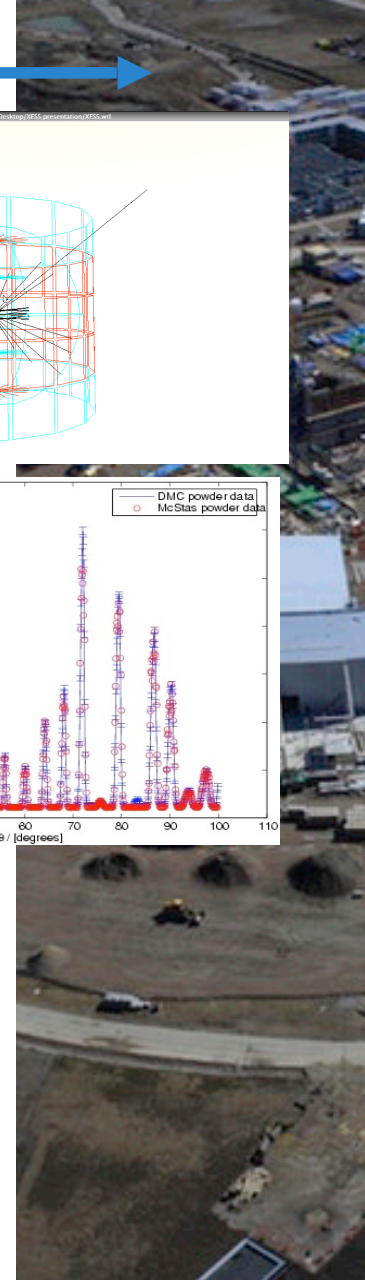 Desktop/XESS presentation/XESS.wrl
DMC powder data
McStas powder data
60 70 80 90 100 110
/ [degrees]